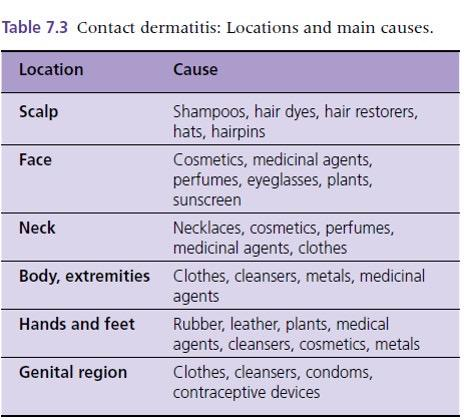 Table 7.3 Contact dermatitis: Locations and main causes.
Location Cause
Scalp Shampoos, hair dyes, hair restorers,
hats, hairpins
Face Cosmetics, medicinal agents,
perfumes, eyeglasses, plants,
sunscreen
Neck Necklaces, cosmetics, perfumes,
medicinal agents, clothes
Body, extremities Clothes, cleansers, metals, medicinal
agents
Hands and feet Rubber, leather, plants, medical
agents, cleansers, cosmetics, metals
Genital region Clothes, cleansers, condoms,
contraceptive devices